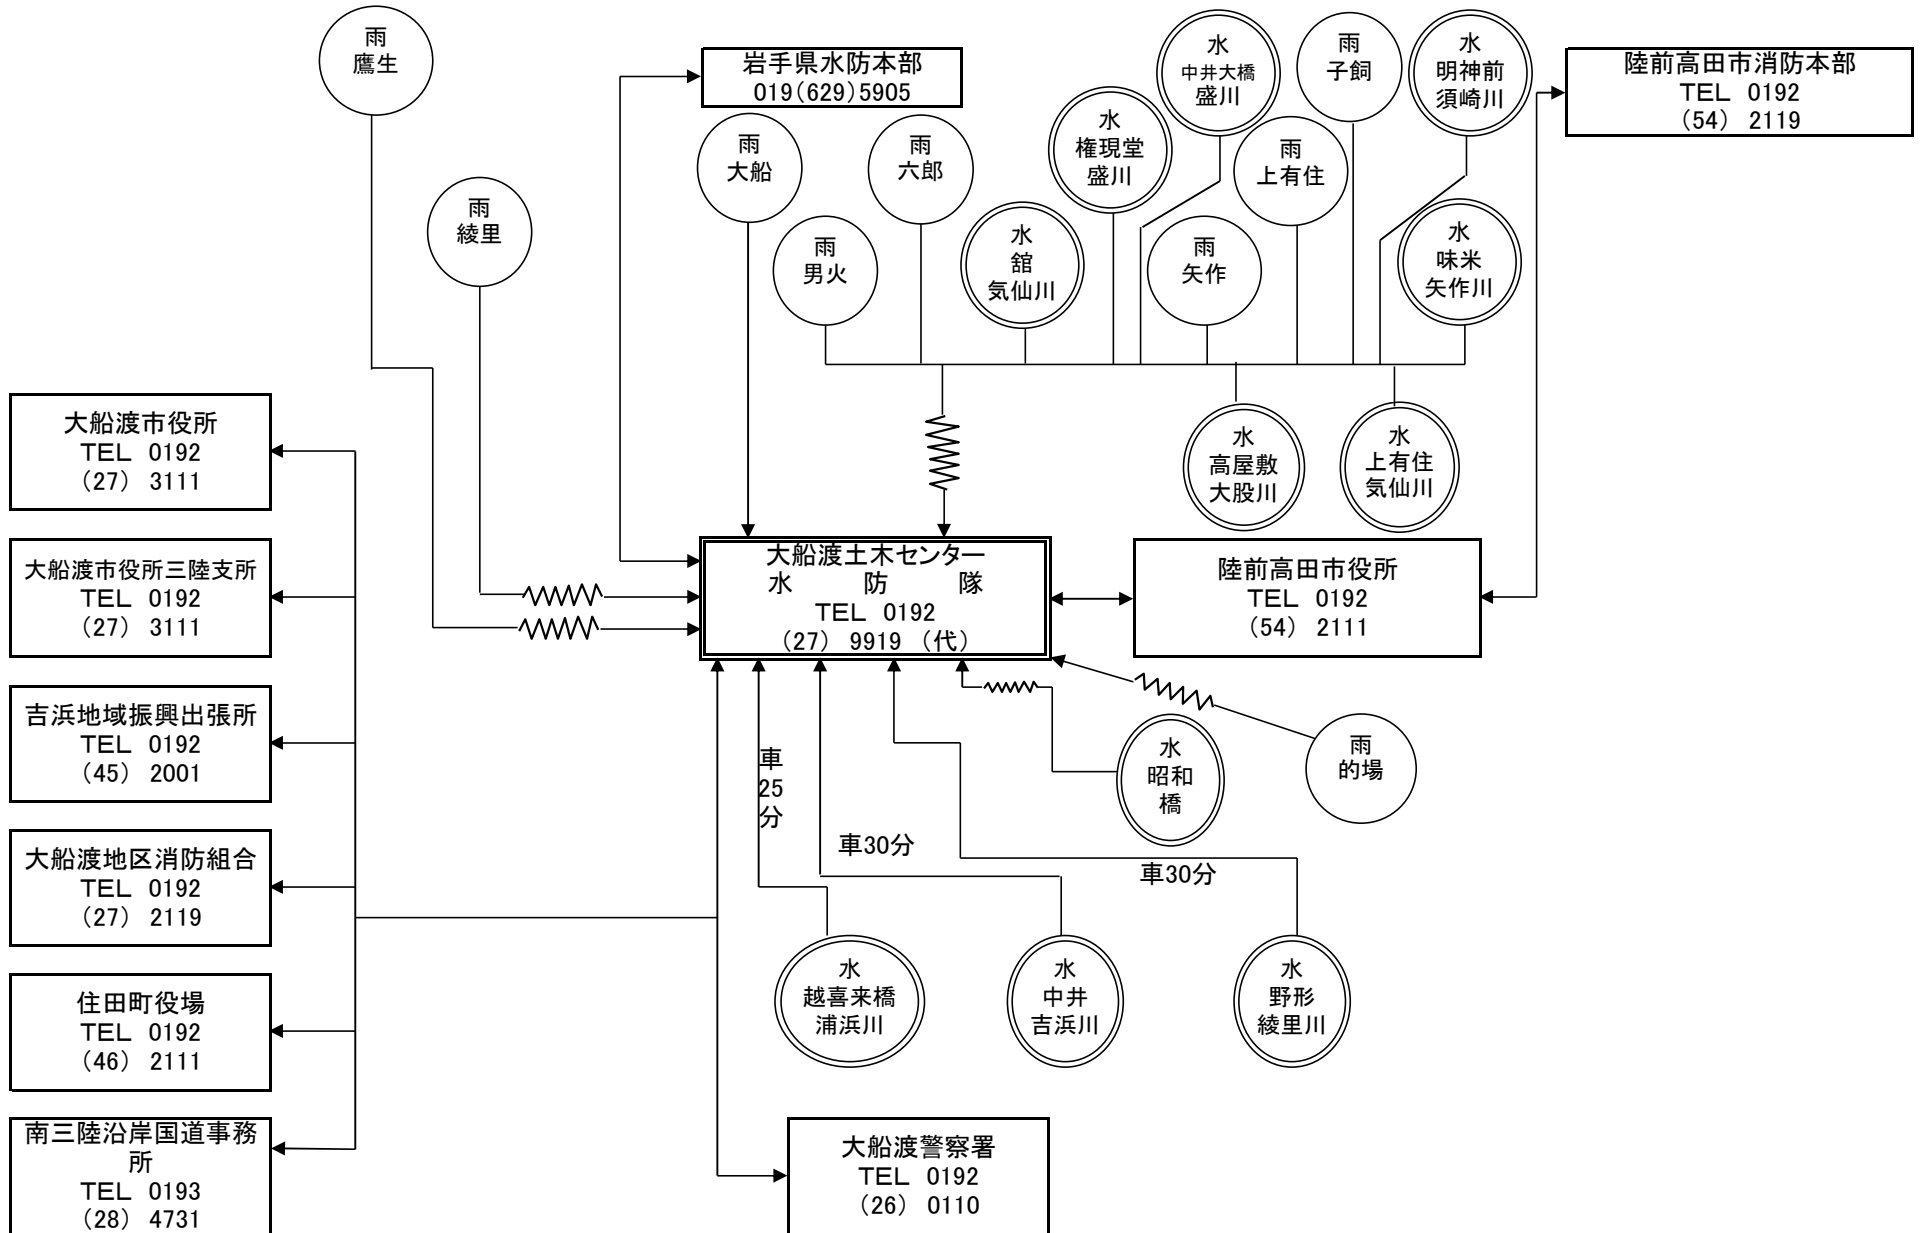 雨
鷹生
雨
綾里
岩手県水防本部
019(629)5905
雨
大船
雨
六郎
雨
男火
水
舘
気仙川
水
権現堂
盛川
水
中井大橋
盛川
雨
上有住
雨
子飼
水
明神前
須崎川
雨
矢作
水
味米
矢作川
陸前高田市消防本部
TEL 0192
(54) 2119
水
高屋敷
大股川
水
上有住
気仙川
大船渡市役所
TEL 0192
(27) 3111
大船渡市役所三陸支所
TEL 0192
(27) 3111
吉浜地域振興出張所
TEL 0192
(45) 2001
大船渡地区消防組合
TEL 0192
(27) 2119
住田町役場
TEL 0192
(46) 2111
南三陸沿岸国道事務
所
TEL 0193
(28) 4731
大船渡土木センター
水 防 隊
TEL 0192
(27) 9919 (代)
陸前高田市役所
TEL 0192
(54) 2111
車
25
分
車30分
車30分
水
昭和
橋
雨
的場
水
越喜来橋
浦浜川
水
中井
吉浜川
水
野形
綾里川
大船渡警察署
TEL 0192
(26) 0110